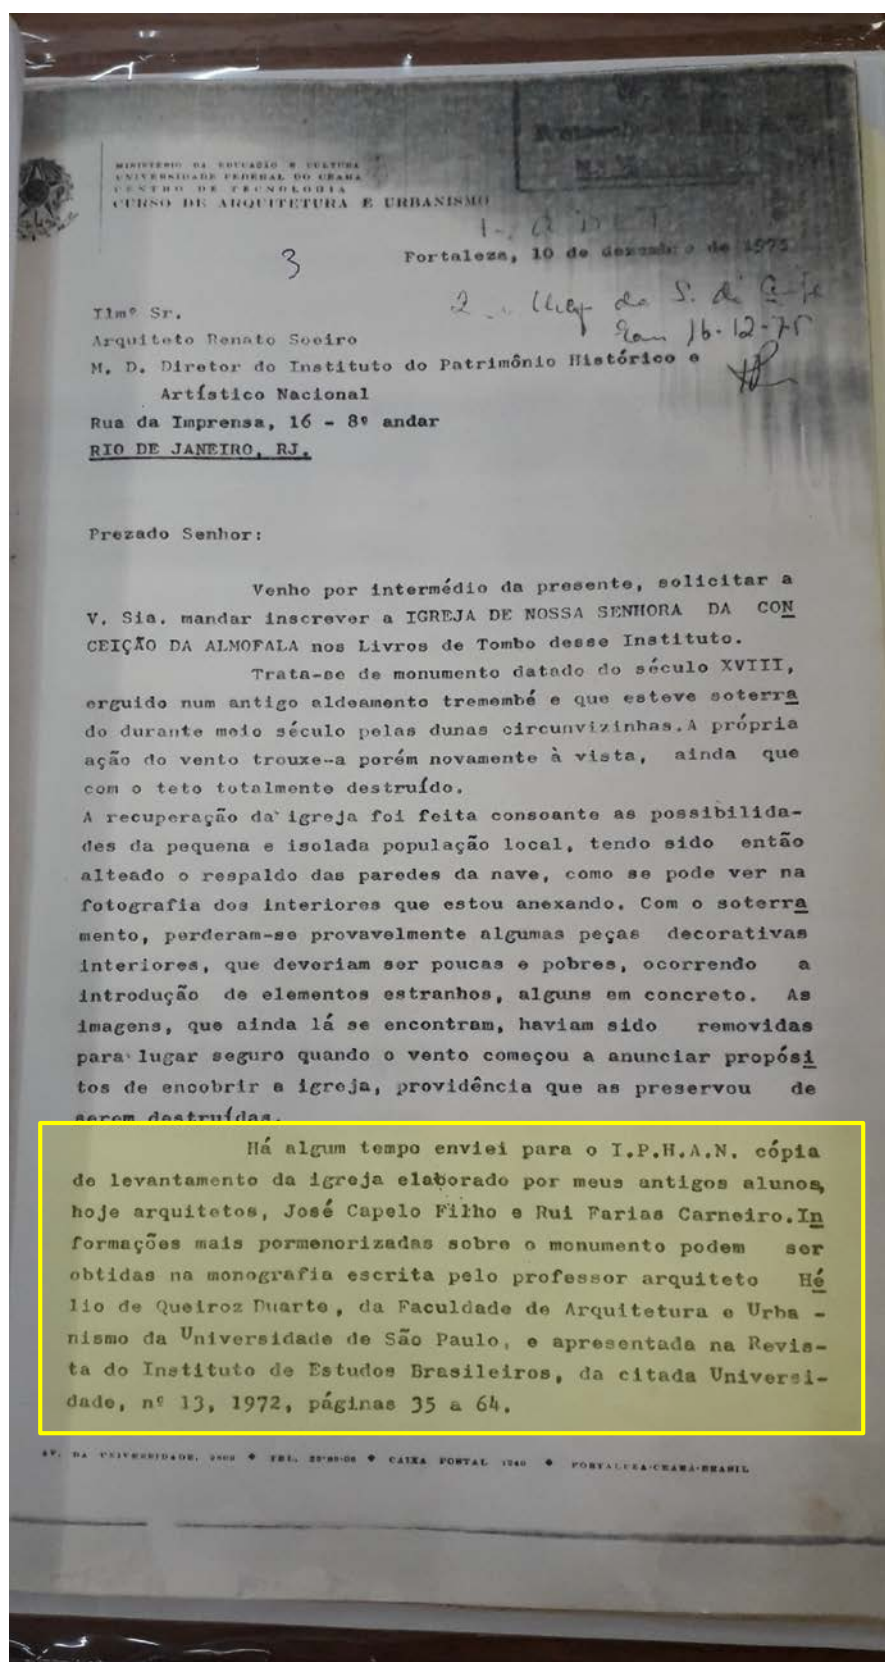 MINISTÉRIO DA EDUCAÇÃO E CULTURA
UNIVERSIDADE FEDERAL DO CEARÁ
CENTRO DE TECNOLOGIA
CURSO DE ARQUITETURA E URBANISMO
Fortaleza, 10 de dezembro de 1975
3
2
16-12-75
Ilmº Sr.
Arquiteto Renato Soeiro
M. D. Diretor do Instituto do Patrimônio Histórico e
Artístico Nacional
Rua da Imprensa, 16 - 8º andar
RIO DE JANEIRO, RJ.
Prezado Senhor:
Venho por intermédio da presente, solicitar a
V. Sia. mandar inscrever a IGREJA DE NOSSA SENHORA DA CON
CEIÇÃO DA ALMOFALA nos Livros de Tombo desse Instituto.
Trata-se de monumento datado do século XVIII,
erguido num antigo aldeamento tremembé e que esteve soterra
do durante meio século pelas dunas circunvizinhas.A própria
ação do vento trouxe-a porém novamente à vista, ainda que
com o teto totalmente destruído.
A recuperação da igreja foi feita consoante as possibilida-
des da pequena e isolada população local, tendo sido então
alteado o respaldo das paredes da nave, como se pode ver na
fotografia dos interiores que estou anexando. Com o soterra
mento, perderam-se provavelmente algumas peças decorativas
interiores, que deveriam ser poucas e pobres, ocorrendo a
introdução de elementos estranhos, alguns em concreto. As
imagens, que ainda lá se encontram, haviam sido removidas
para lugar seguro quando o vento começou a anunciar propósi
tos de encobrir a igreja, providência que as preservou de
serem destruídas.
Há algum tempo enviei para o I.P.H.A.N. cópia
de levantamento da igreja elaborado por meus antigos alunos,
hoje arquitetos, José Capelo Filho e Rui Farias Carneiro.In
formações mais pormenorizadas sobre o monumento podem ser
obtidas na monografia escrita pelo professor arquiteto Hé
lio de Queiroz Duarte, da Faculdade de Arquitetura e Urba -
nismo da Universidade de São Paulo, e apresentada na Revis-
ta do Instituto de Estudos Brasileiros, da citada Universi-
dade, nº 13, 1972, páginas 35 a 64.
AV. DA UNIVERSIDADE, ◆ TEL. ◆ CAIXA POSTAL ◆ FORTALEZA-CEARÁ-BRASIL